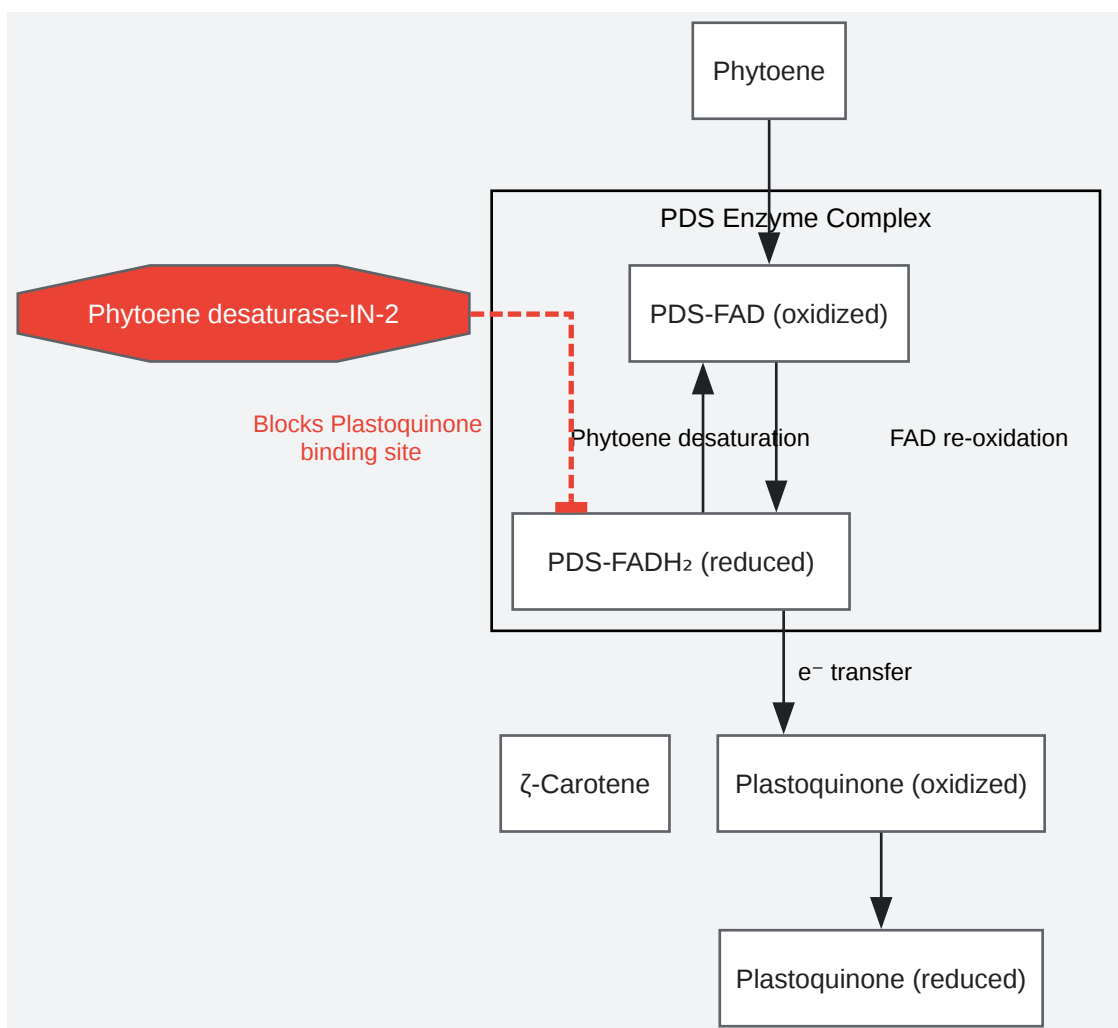 Phytoene
PDS Enzyme Complex
Phytoene desaturase-IN-2
PDS-FAD (oxidized)
Blocks Plastoquinone
binding site
Phytoene desaturation
FAD re-oxidation
PDS-FADH₂ (reduced)
e⁻ transfer
ζ-Carotene
Plastoquinone (oxidized)
Plastoquinone (reduced)